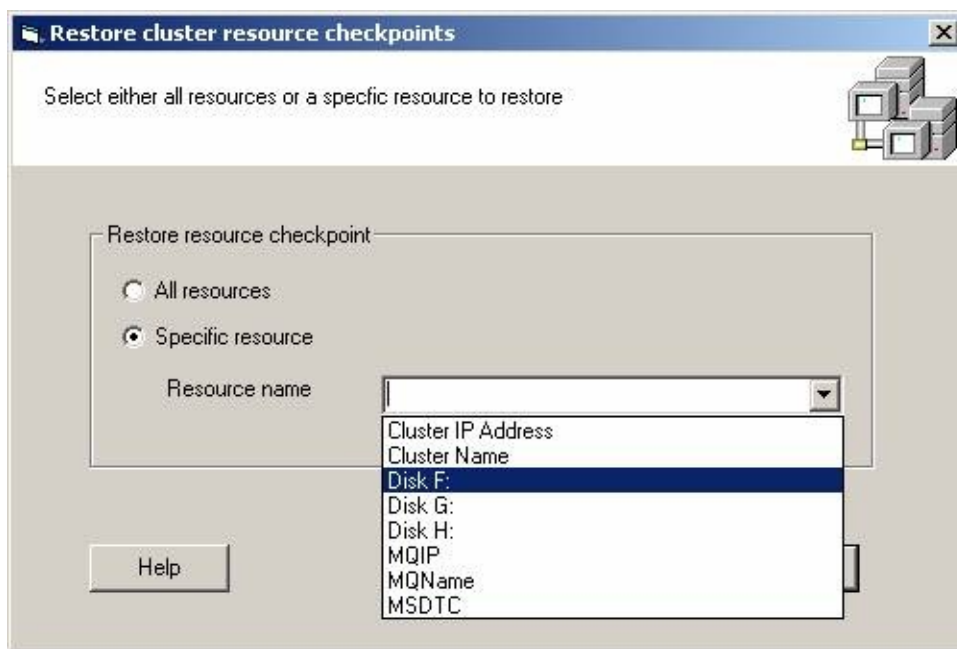 Restore cluster resource checkpoints
Select either all resources or a specfic resource to restore
Restore resource checkpoint
All resources
Specific resource
Resource name
Cluster IP Address
Cluster Name
Disk F:
Disk G:
Disk H:
MQIP
MQName
MSDTC
Help